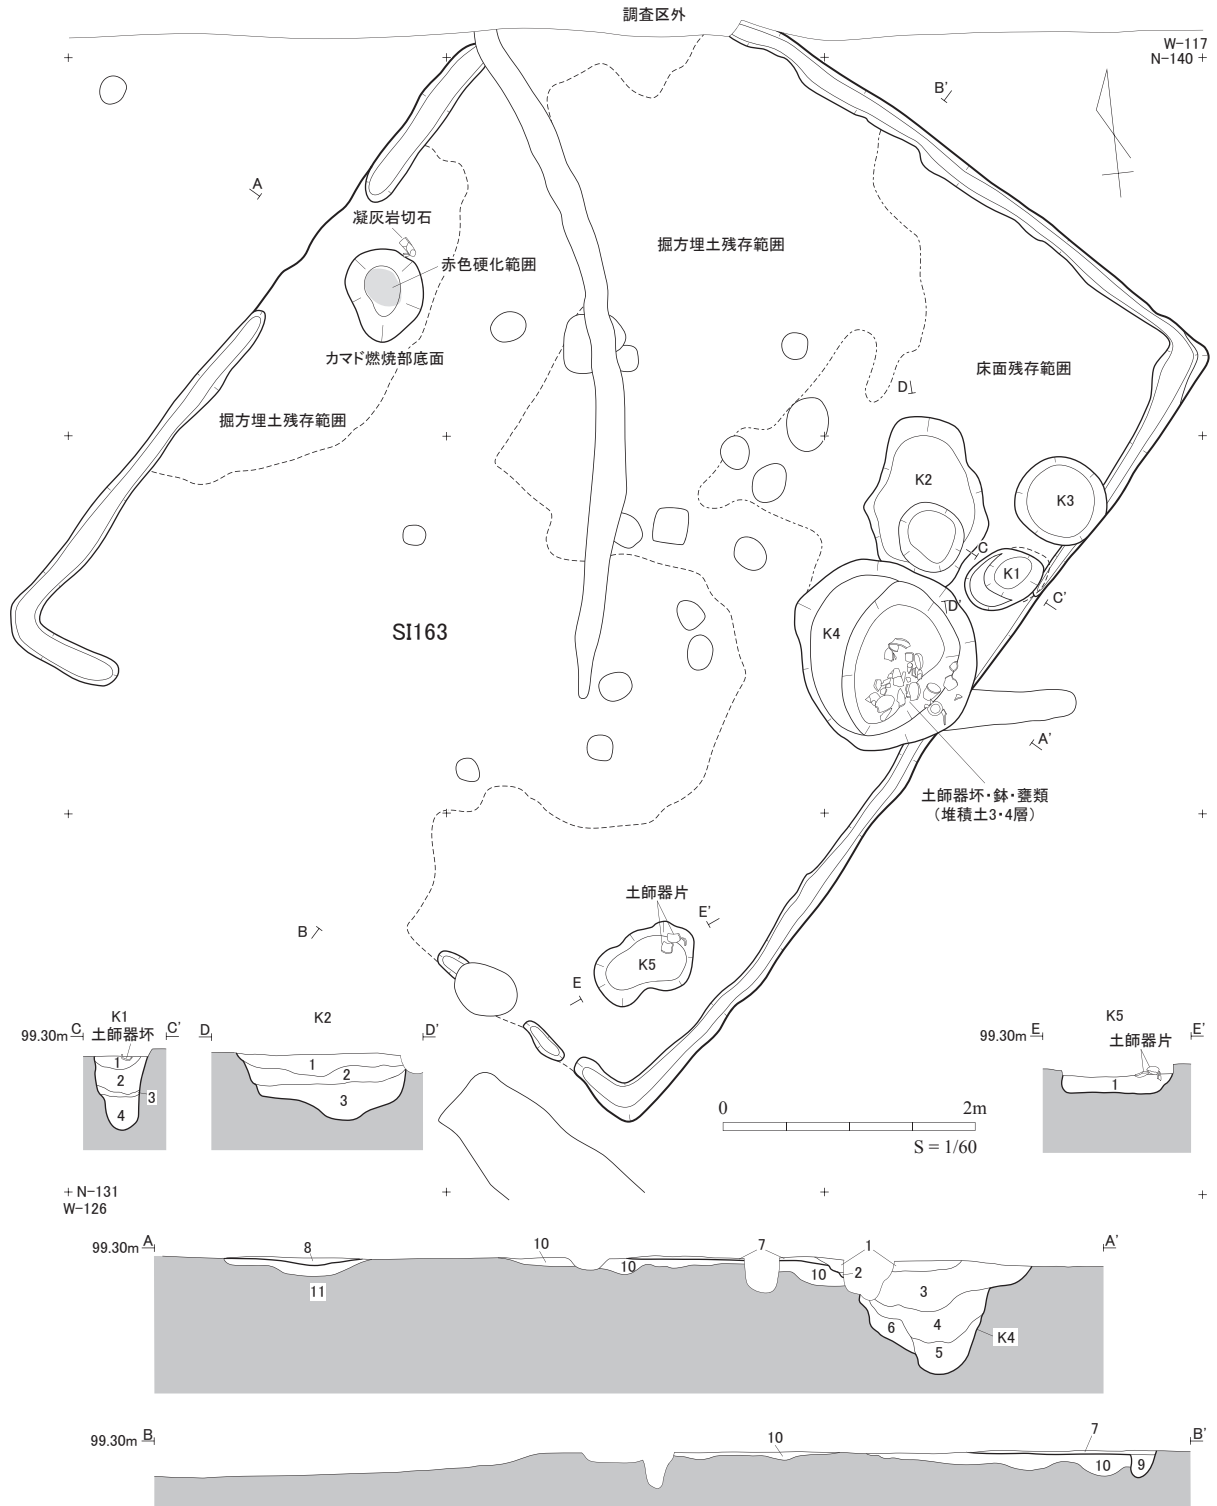 調査区外
W-117
N-140
B'
A
凝灰岩切石
赤色硬化範囲
掘方埋土残存範囲
カマド燃焼部底面
床面残存範囲
D
掘方埋土残存範囲
K2
K3
C
K1
C'
D'
SI163
K4
A'
土師器坏・鉢・甕類
（堆積土3・4層）
土師器片
E'
B
K5
E
K1
99.30m C 土師器坏 C'
1
2
3
4
K2
D D'
1
2
3
0 2m
S = 1/60
K5
99.30m E E'
土師器片
1
N-131
W-126
99.30m A A'
8
11
10
10
7
10
1
2
3
4
6
5
K4
99.30m B B'
10
7
10
9